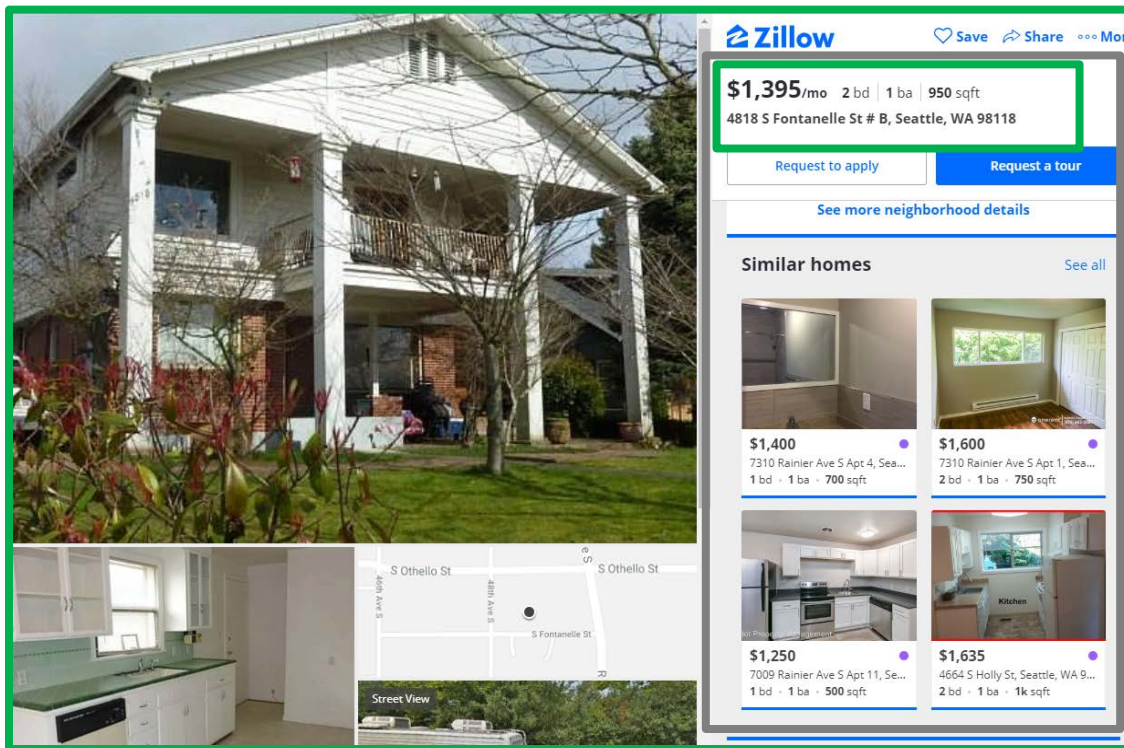 Zillow
Save Share Mor
$1,395/mo 2 bd 1 ba 950 sqft
4818 S Fontanelle St # B, Seattle, WA 98118
Request to apply Request a tour
See more neighborhood details
Similar homes See all
$1,400
7310 Rainier Ave S Apt 4, Sea...
1 bd · 1 ba · 700 sqft
$1,600
7310 Rainier Ave S Apt 1, Sea...
2 bd · 1 ba · 750 sqft
Kitchen
$1,250
7009 Rainier Ave S Apt 11, Se...
1 bd · 1 ba · 500 sqft
$1,635
4664 S Holly St, Seattle, WA 9...
2 bd · 1 ba · 1k sqft
S Othello St
e S
S Othello St
46th Ave S
48th Ave S
S Fontanelle St
R
Street View